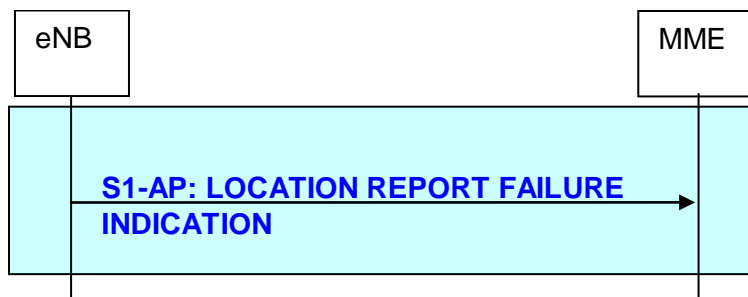 eNB
MME
S1-AP: LOCATION REPORT FAILURE
INDICATION